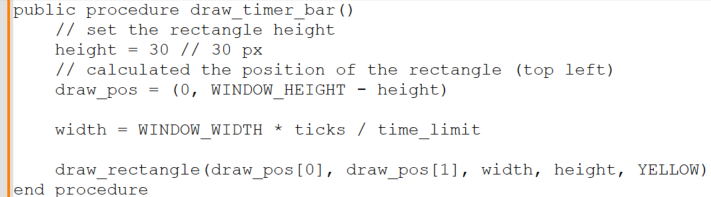 public procedure draw_timer_bar()
    // set the rectangle height
    height = 30 // 30 px
    // calculated the position of the rectangle (top left)
    draw_pos = (0, WINDOW_HEIGHT - height)

    width = WINDOW_WIDTH * ticks / time_limit

    draw_rectangle(draw_pos[0], draw_pos[1], width, height, YELLOW)
end procedure